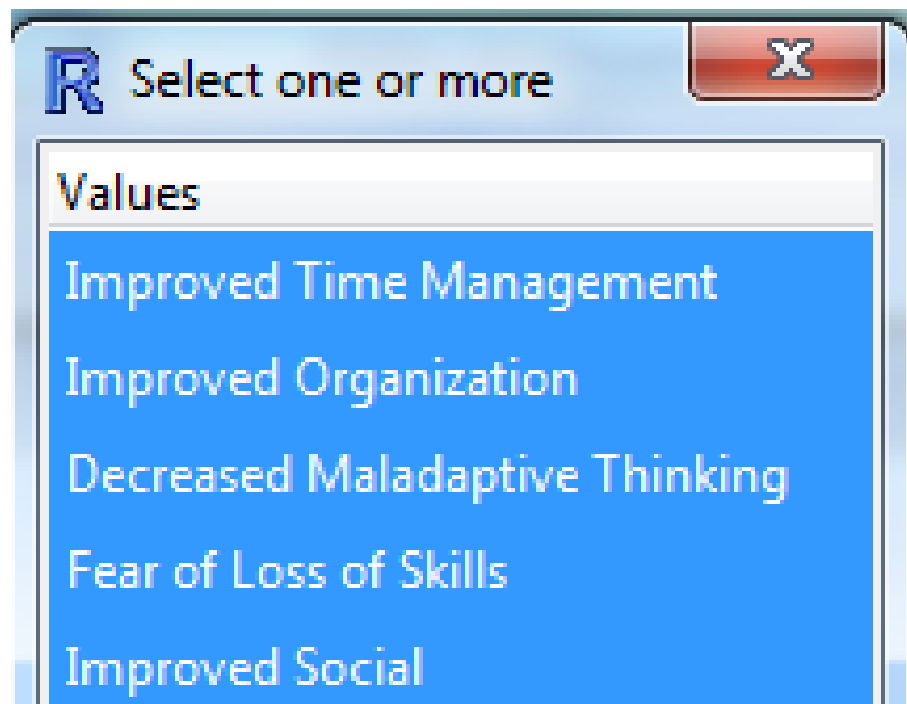 R Select one or more
Values
Improved Time Management
Improved Organization
Decreased Maladaptive Thinking
Fear of Loss of Skills
Improved Social